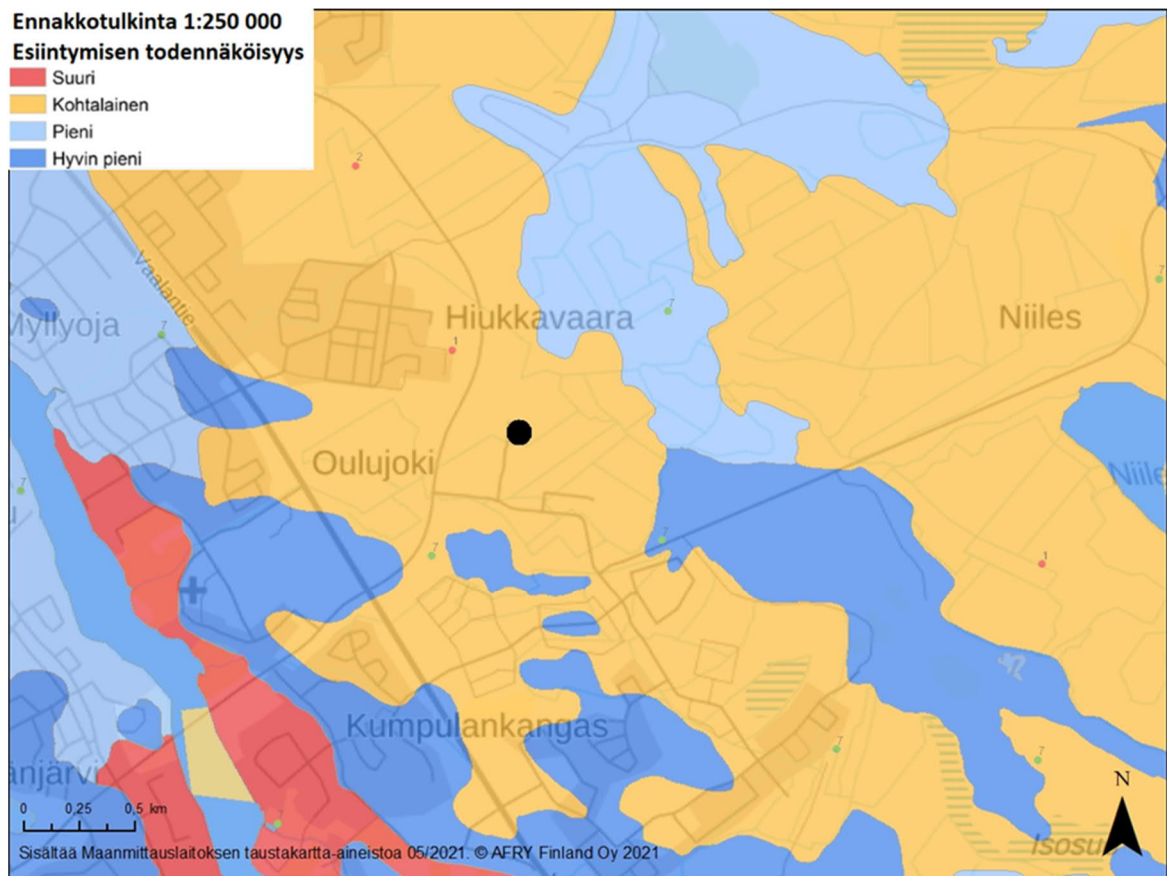 Ennakkotulkinta 1:250 000
Esiintymisen todennäköisyys
Suuri
Kohtalainen
Pieni
Hyvin pieni
2
Vaalantie
7
Hiukkavaara
Niiles
7
Myllyoja
7
1
Oulujoki
Niile
7
7
7
1
Kumpulankangas
7
7
änjärvi
N
0 0,25 0,5 km
Isosu
Sisältää Maanmittauslaitoksen taustakartta-aineistoa 05/2021. © AFRY Finland Oy 2021